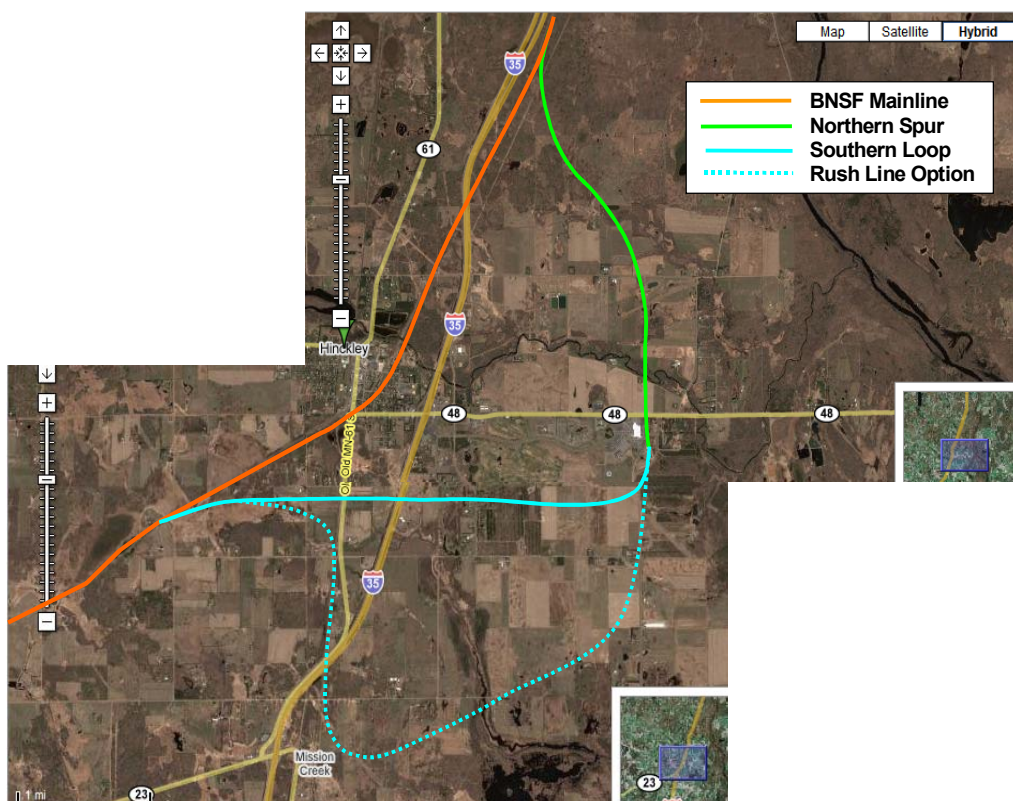 Map Satellite Hybrid
35
BNSF Mainline
Northern Spur
Southern Loop
Rush Line Option
61
35
Hinckley
48 48 48
35
Mission
Creek
23
23
1 mi